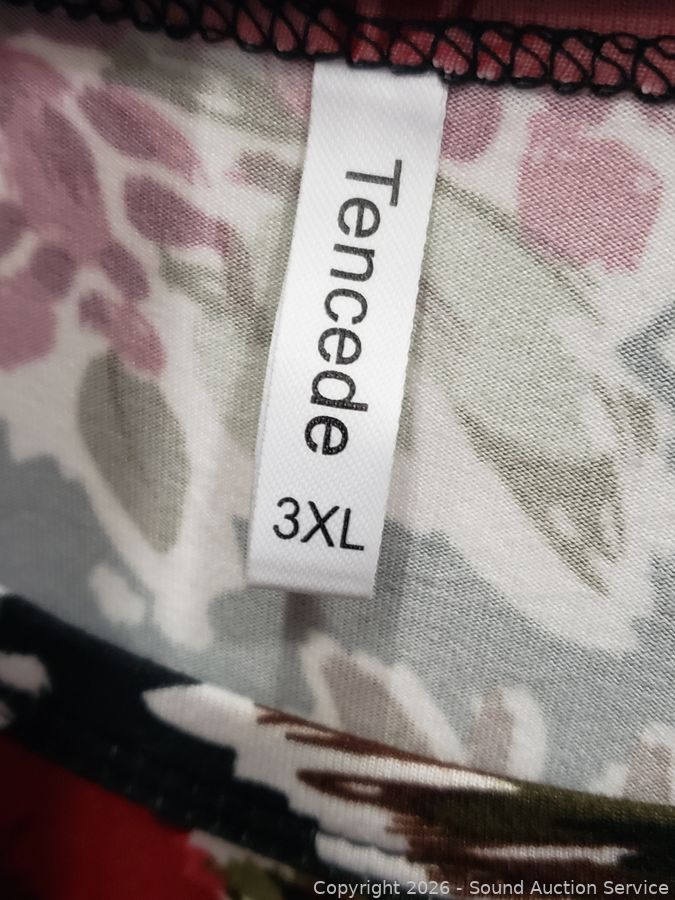 Tencede
3XL
Copyright 2026 - Sound Auction Service